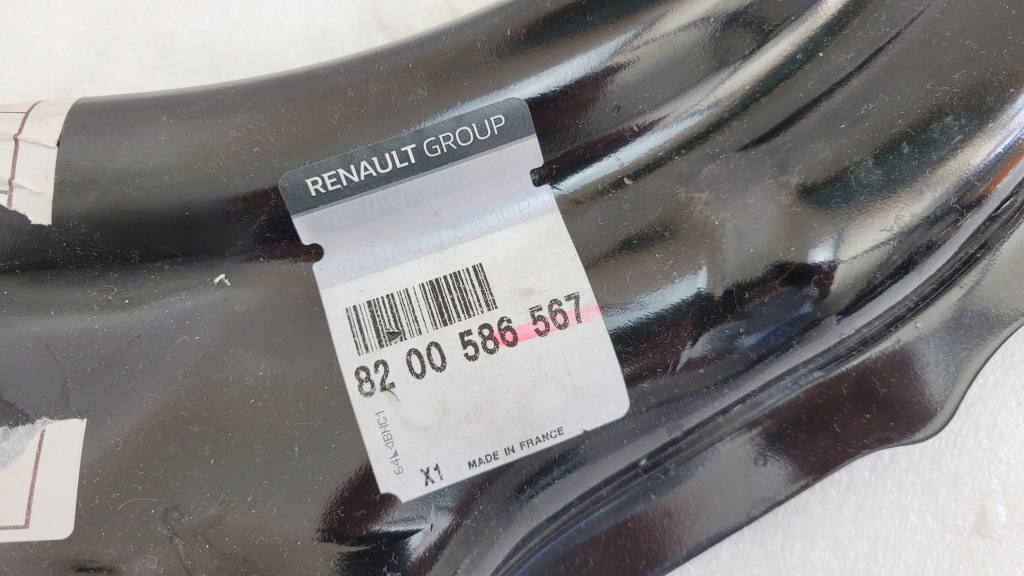 RENAULT GROUP
82 00 586 567
X1
MADE IN FRANCE